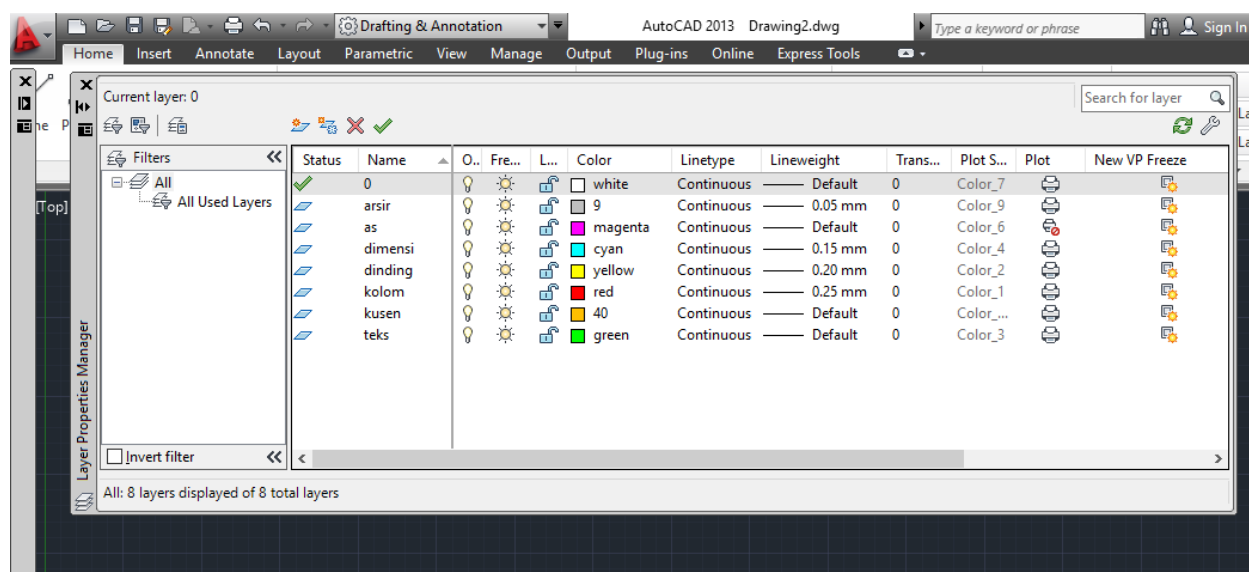 Drafting & Annotation AutoCAD 2013 Drawing2.dwg Type a keyword or phrase Sign In
Home Insert Annotate Layout Parametric View Manage Output Plug-ins Online Express Tools
Current layer: 0 Search for layer
Filters Status Name O.. Fre... L... Color Linetype Lineweight Trans... Plot S... Plot New VP Freeze
All 0 white Continuous Default 0 Color_7
All Used Layers arsir 9 Continuous 0.05 mm 0 Color_9
[Top]
as magenta Continuous Default 0 Color_6
dimensi cyan Continuous 0.15 mm 0 Color_4
dinding yellow Continuous 0.20 mm 0 Color_2
kolom red Continuous 0.25 mm 0 Color_1
kusen 40 Continuous Default 0 Color_...
teks green Continuous Default 0 Color_3
Invert filter
All: 8 layers displayed of 8 total layers
Layer Properties Manager